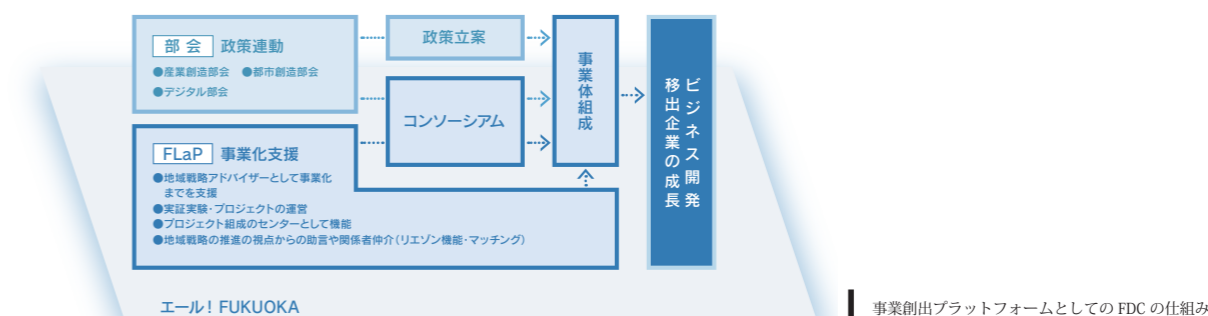 部会 政策連動
●産業創造部会 ●都市創造部会
●デジタル部会
政策立案
コンソーシアム
事業体組成
ビジネス開発
移出企業の成長
FLaP 事業化支援
●地域戦略アドバイザーとして事業化
までを支援
●実証実験・プロジェクトの運営
●プロジェクト組成のセンターとして機能
●地域戦略の推進の視点からの助言や関係者仲介(リエゾン機能・マッチング)
エール! FUKUOKA
事業創出プラットフォームとしての FDC の仕組み